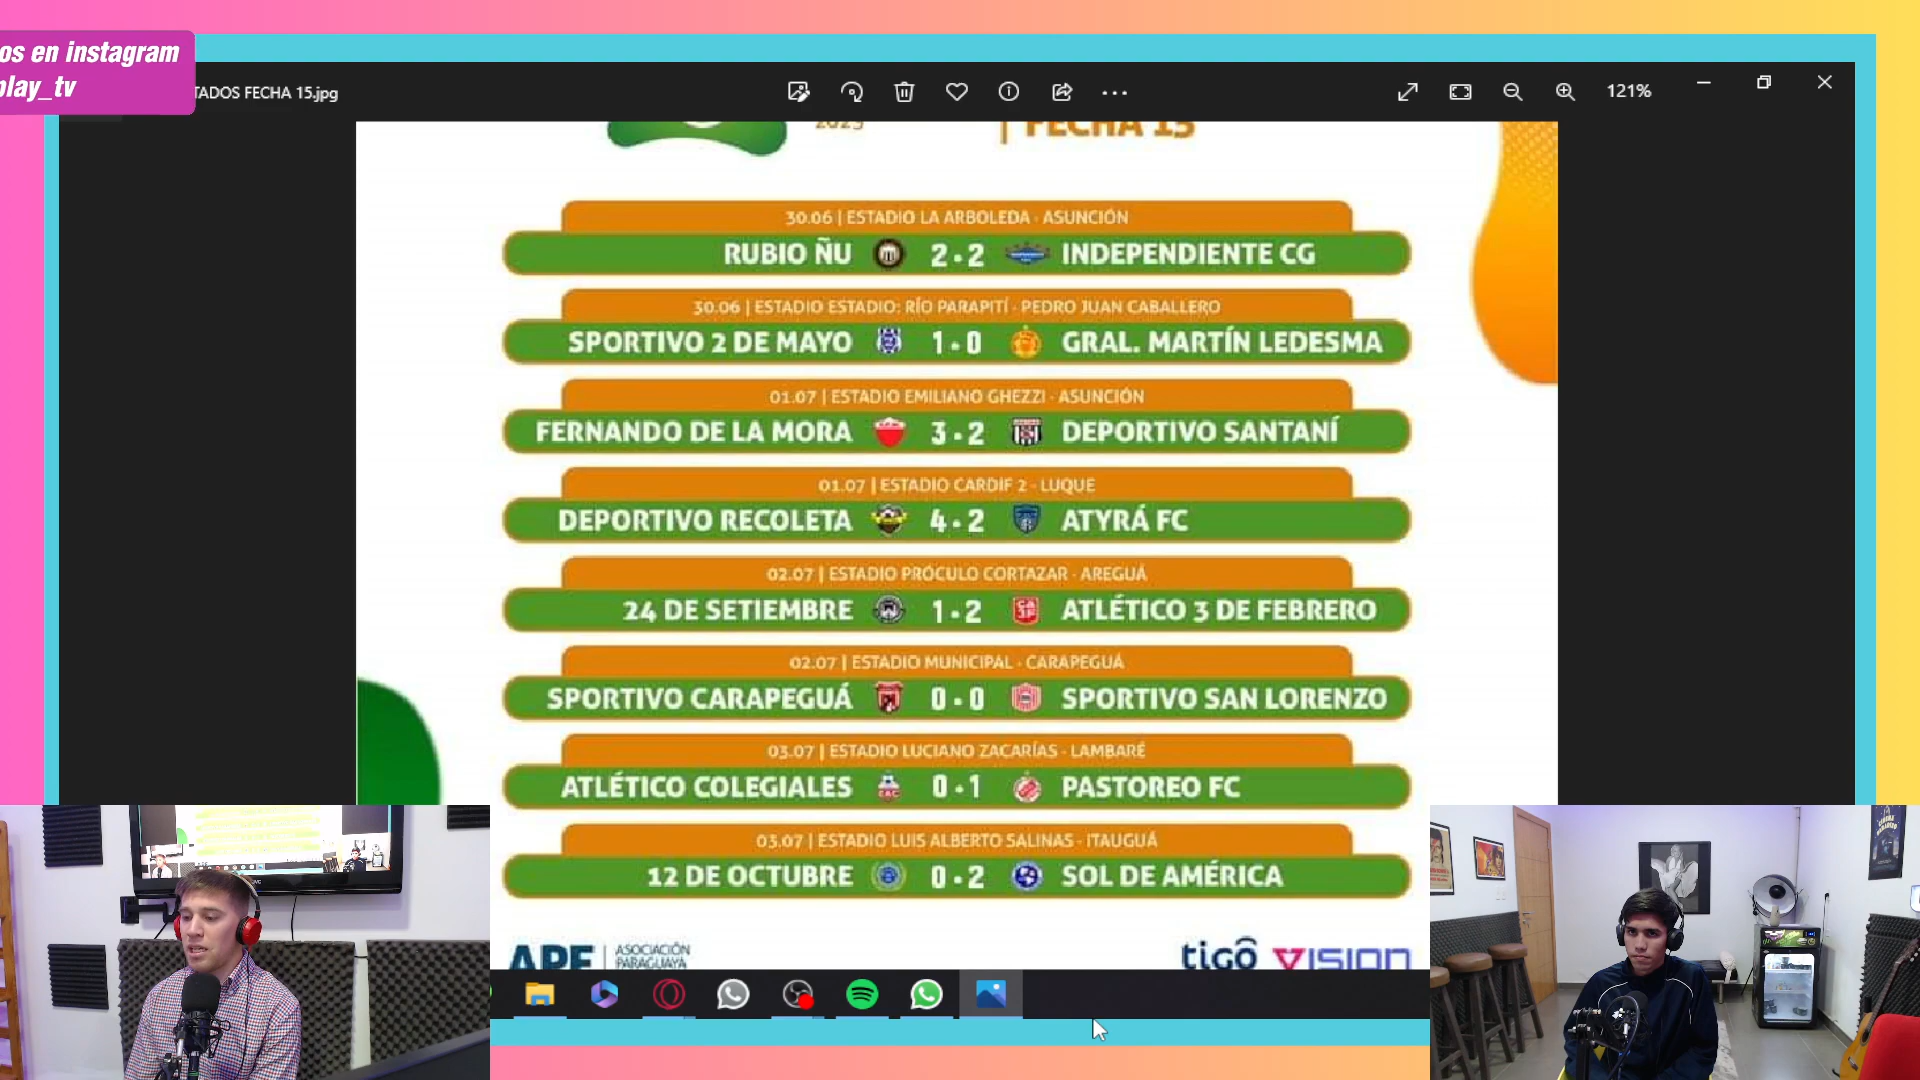 os en instagram
play_tv
TADOS FECHA 15.jpg
121%
2023
| FECHA 15
30.06 | ESTADIO LA ARBOLEDA - ASUNCIÓN
RUBIO ÑU 2 - 2 INDEPENDIENTE CG
30.06 | ESTADIO ESTADIO: RÍO PARAPITÍ - PEDRO JUAN CABALLERO
SPORTIVO 2 DE MAYO 1 - 0 GRAL. MARTÍN LEDESMA
01.07 | ESTADIO EMILIANO GHEZZI - ASUNCIÓN
FERNANDO DE LA MORA 3 - 2 DEPORTIVO SANTANÍ
01.07 | ESTADIO CARDIF 2 - LUQUE
DEPORTIVO RECOLETA 4 - 2 ATYRÁ FC
02.07 | ESTADIO PRÓCULO CORTAZAR - AREGUÁ
24 DE SETIEMBRE 1 - 2 ATLÉTICO 3 DE FEBRERO
02.07 | ESTADIO MUNICIPAL - CARAPEGUÁ
SPORTIVO CARAPEGUÁ 0 - 0 SPORTIVO SAN LORENZO
03.07 | ESTADIO LUCIANO ZACARÍAS - LAMBARÉ
ATLÉTICO COLEGIALES 0 - 1 PASTOREO FC
03.07 | ESTADIO LUIS ALBERTO SALINAS - ITAUGUÁ
12 DE OCTUBRE 0 - 2 SOL DE AMÉRICA
APF | ASOCIACIÓN
PARAGUAYA
tigo VISION